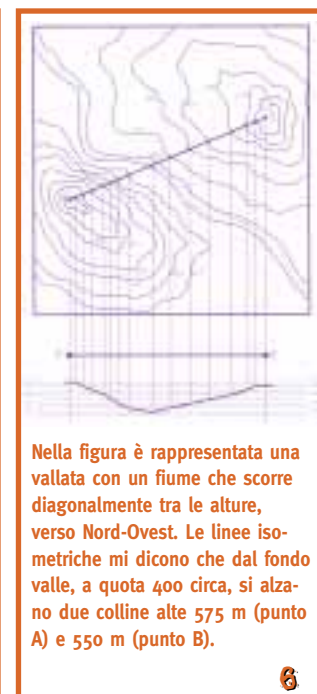 Nella figura è rappresentata una
vallata con un fiume che scorre
diagonalmente tra le alture,
verso Nord-Ovest. Le linee iso-
metriche mi dicono che dal fondo
valle, a quota 400 circa, si alza-
no due colline alte 575 m (punto
A) e 550 m (punto B).
6